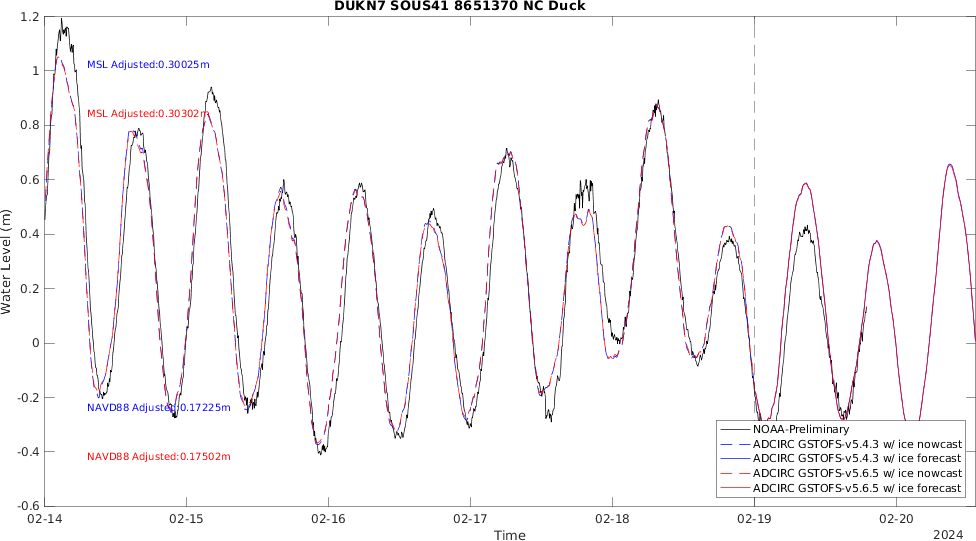 DUKN7 SOUS41 8651370 NC Duck
1.2
1
0.8
0.6
0.4
0.2
0
-0.2
-0.4
-0.6
Water Level (m)
MSL Adjusted:0.30025m
MSL Adjusted:0.30302m
NAVD88 Adjusted:0.17225m
NAVD88 Adjusted:0.17502m
NOAA-Preliminary
ADCIRC GSTOFS-v5.4.3 w/ ice nowcast
ADCIRC GSTOFS-v5.4.3 w/ ice forecast
ADCIRC GSTOFS-v5.6.5 w/ ice nowcast
ADCIRC GSTOFS-v5.6.5 w/ ice forecast
02-14 02-15 02-16 02-17 02-18 02-19 02-20
Time
2024